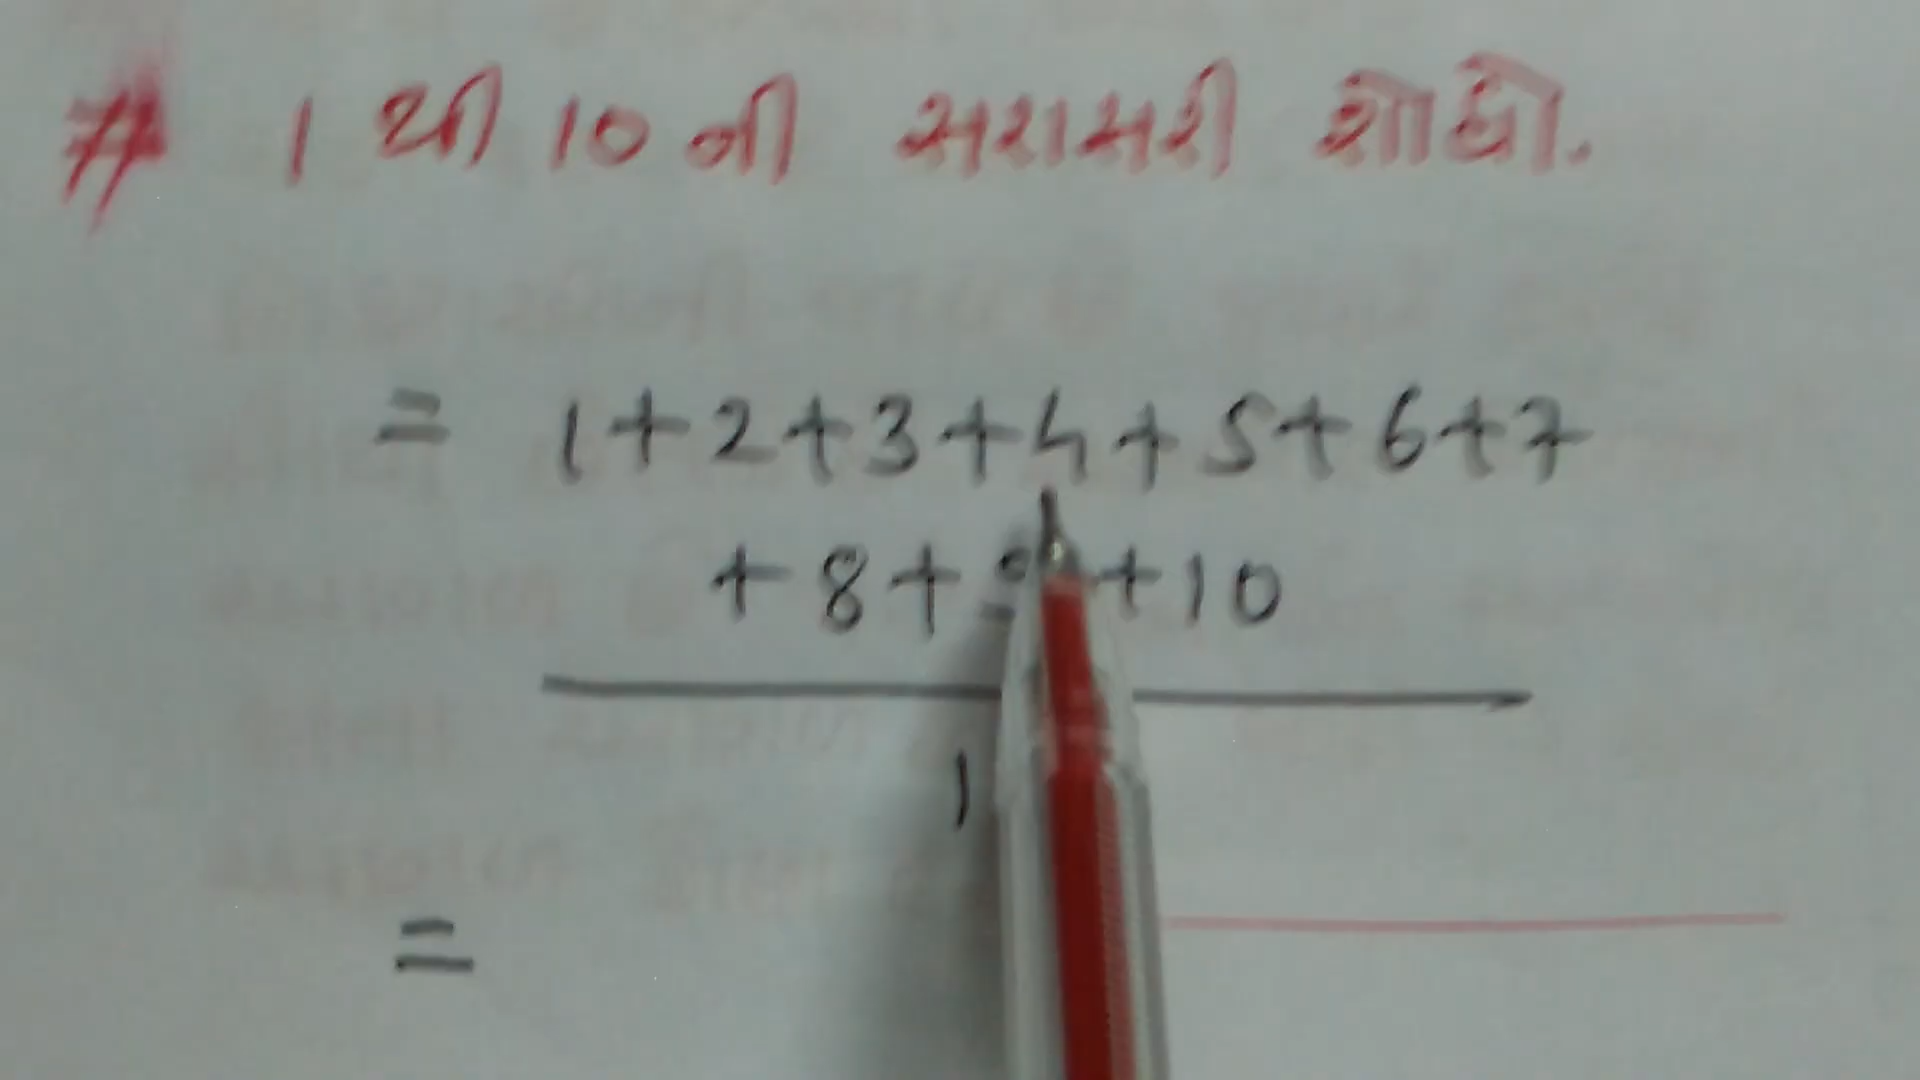 # 1 થી 10 ની સરાસરી શોધો.
= 1+2+3+4+5+6+7
+8+9+10
1
=